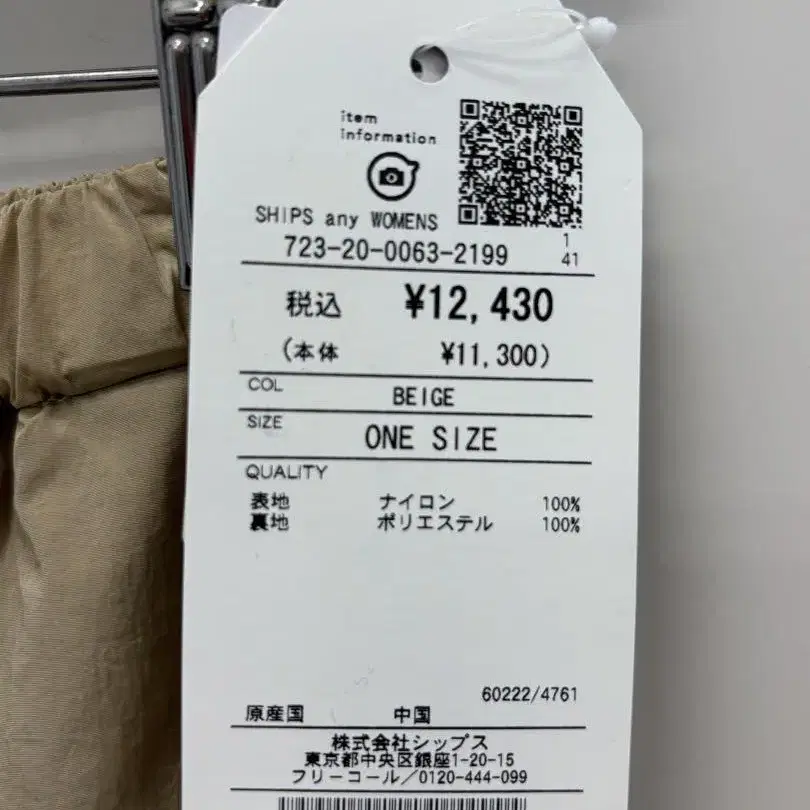 item
information
SHIPS any WOMENS
723-20-0063-2199
1
41
税込 ¥12,430
(本体 ¥11,300)
COL BEIGE
SIZE ONE SIZE
QUALITY
表地 ナイロン 100%
裏地 ポリエステル 100%
60222/4761
原産国 中国
株式会社シップス
東京都中央区銀座1-20-15
フリーコール/0120-444-099